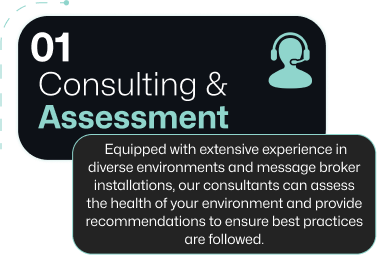 01
Consulting &
Assessment
Equipped with extensive experience in
diverse environments and message broker
installations, our consultants can assess
the health of your environment and provide
recommendations to ensure best practices
are followed.